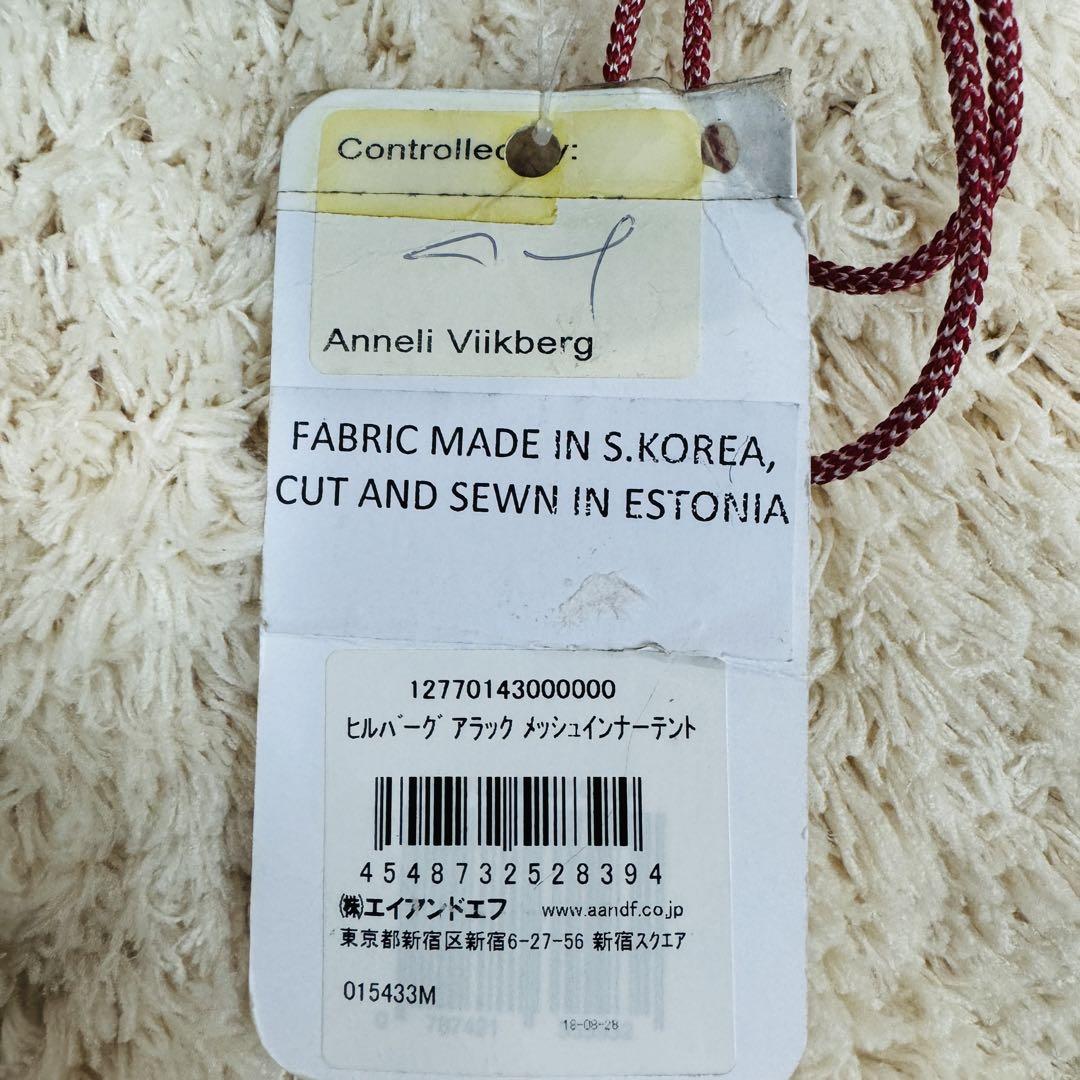 Controlled by:
Anneli Viikberg
FABRIC MADE IN S.KOREA,
CUT AND SEWN IN ESTONIA
12770143000000
ﾋﾙﾊﾞｰｸﾞ ｱﾗｯｸ ﾒｯｼｭｲﾝﾅｰﾃﾝﾄ
4548732528394
㈱エイアンドエフ www.aandf.co.jp
東京都新宿区新宿6-27-56 新宿スクエア
015433M
18-08-28